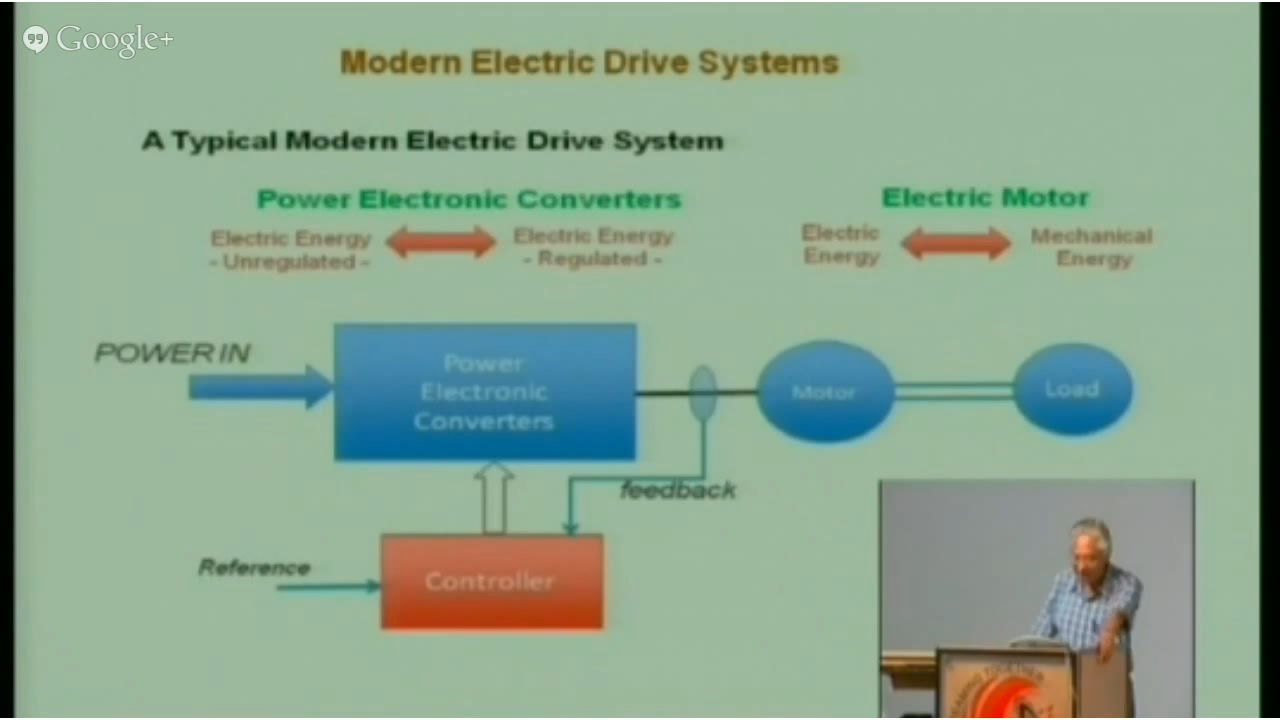 Google+
Modern Electric Drive Systems
A Typical Modern Electric Drive System
Power Electronic Converters
Electric Motor
Electric Energy
- Unregulated -
Electric Energy
- Regulated -
Electric
Energy
Mechanical
Energy
POWER IN
Power
Electronic
Converters
Motor
Load
feedback
Reference
Controller
TOGETHER